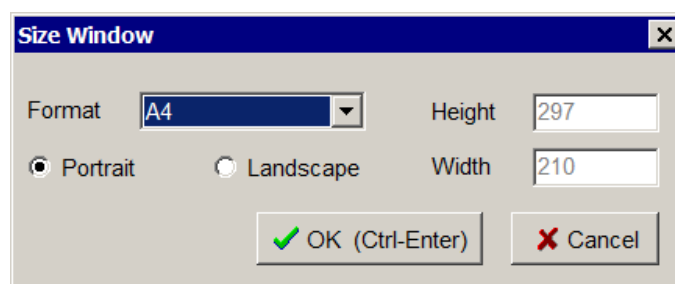 Size Window
Format A4 Height 297
Portrait Landscape Width 210
OK (Ctrl-Enter) Cancel